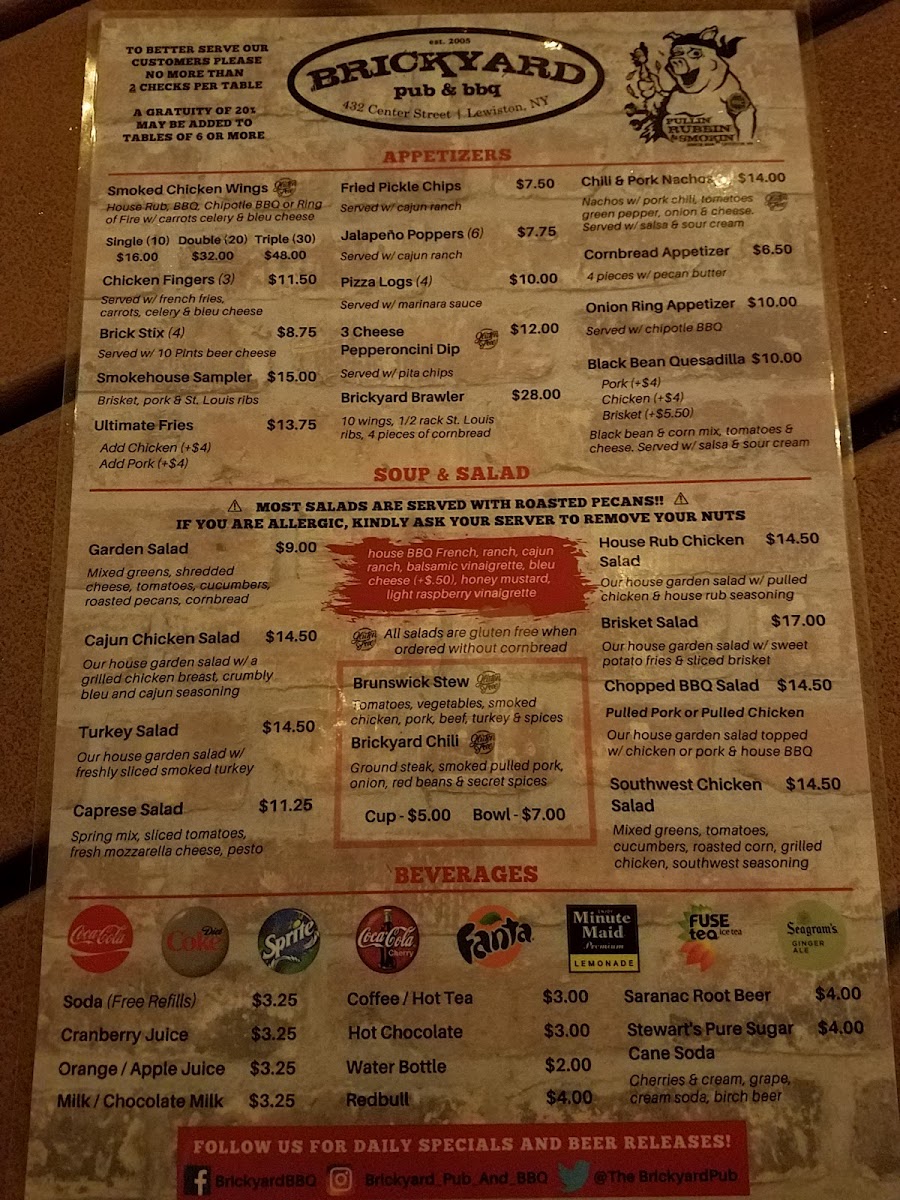 TO BETTER SERVE OUR
CUSTOMERS PLEASE
NO MORE THAN
2 CHECKS PER TABLE
A GRATUITY OF 20%
MAY BE ADDED TO
TABLES OF 6 OR MORE
est. 2005
BRICKYARD
pub & bbq
432 Center Street | Lewiston, NY
PULLIN
RUBBIN
& SMOKIN
APPETIZERS
Smoked Chicken Wings
House Rub, BBQ, Chipotle BBQ or Ring
of Fire w/ carrots celery & bleu cheese
Single (10) Double (20) Triple (30)
$16.00 $32.00 $48.00
Chicken Fingers (3) $11.50
Served w/ french fries,
carrots, celery & bleu cheese
Brick Stix (4) $8.75
Served w/ 10 Pints beer cheese
Smokehouse Sampler $15.00
Brisket, pork & St. Louis ribs
Ultimate Fries $13.75
Add Chicken (+$4)
Add Pork (+$4)
Fried Pickle Chips $7.50
Served w/ cajun ranch
Jalapeño Poppers (6) $7.75
Served w/ cajun ranch
Pizza Logs (4) $10.00
Served w/ marinara sauce
3 Cheese $12.00
Pepperoncini Dip
Served w/ pita chips
Brickyard Brawler $28.00
10 wings, 1/2 rack St. Louis
ribs, 4 pieces of cornbread
Chili & Pork Nachos $14.00
Nachos w/ pork chili, tomatoes
green pepper, onion & cheese.
Served w/ salsa & sour cream
Cornbread Appetizer $6.50
4 pieces w/ pecan butter
Onion Ring Appetizer $10.00
Served w/ chipotle BBQ
Black Bean Quesadilla $10.00
Pork (+$4)
Chicken (+$4)
Brisket (+$5.50)
Black bean & corn mix, tomatoes &
cheese. Served w/ salsa & sour cream
SOUP & SALAD
MOST SALADS ARE SERVED WITH ROASTED PECANS!!
IF YOU ARE ALLERGIC, KINDLY ASK YOUR SERVER TO REMOVE YOUR NUTS
Garden Salad $9.00
Mixed greens, shredded
cheese, tomatoes, cucumbers,
roasted pecans, cornbread
Cajun Chicken Salad $14.50
Our house garden salad w/ a
grilled chicken breast, crumbly
bleu and cajun seasoning
Turkey Salad $14.50
Our house garden salad w/
freshly sliced smoked turkey
Caprese Salad $11.25
Spring mix, sliced tomatoes,
fresh mozzarella cheese, pesto
house BBQ French, ranch, cajun
ranch, balsamic vinaigrette, bleu
cheese (+$.50), honey mustard,
light raspberry vinaigrette
Gluten Free All salads are gluten free when
ordered without cornbread
Brunswick Stew
Tomatoes, vegetables, smoked
chicken, pork, beef, turkey & spices
Brickyard Chili
Ground steak, smoked pulled pork,
onion, red beans & secret spices
Cup - $5.00 Bowl - $7.00
House Rub Chicken $14.50
Salad
Our house garden salad w/ pulled
chicken & house rub seasoning
Brisket Salad $17.00
Our house garden salad w/ sweet
potato fries & sliced brisket
Chopped BBQ Salad $14.50
Pulled Pork or Pulled Chicken
Our house garden salad topped
w/ chicken or pork & house BBQ
Southwest Chicken $14.50
Salad
Mixed greens, tomatoes,
cucumbers, roasted corn, grilled
chicken, southwest seasoning
BEVERAGES
Coca-Cola
Diet
Coke
Sprite
Coca-Cola
Cherry
Fanta
Minute
Maid
Premium
LEMONADE
FUSE
tea ice tea
Seagram's
GINGER
ALE
Soda (Free Refills) $3.25
Cranberry Juice $3.25
Orange / Apple Juice $3.25
Milk / Chocolate Milk $3.25
Coffee / Hot Tea $3.00
Hot Chocolate $3.00
Water Bottle $2.00
Redbull $4.00
Saranac Root Beer $4.00
Stewart's Pure Sugar $4.00
Cane Soda
Cherries & cream, grape,
cream soda, birch beer
FOLLOW US FOR DAILY SPECIALS AND BEER RELEASES!
BrickyardBBQ Brickyard_Pub_And_BBQ @The BrickyardPub